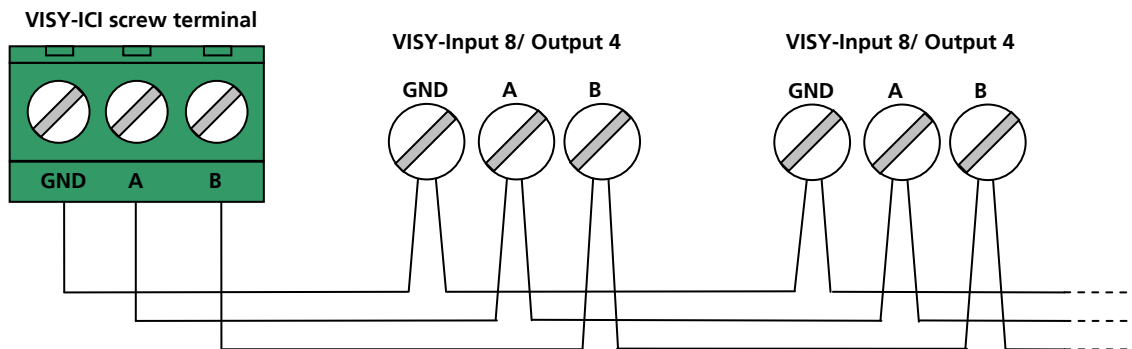 VISY-ICI screw terminal
GND A B
VISY-Input 8/ Output 4
GND A B
VISY-Input 8/ Output 4
GND A B